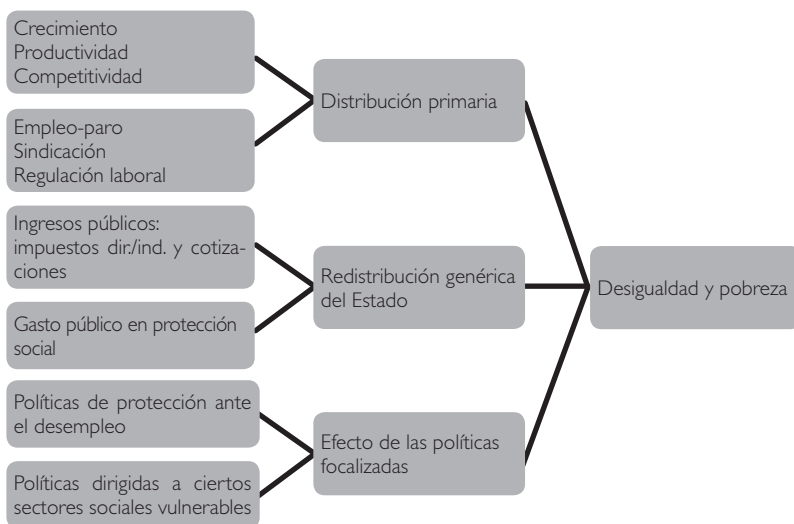 Crecimiento
Productividad
Competitividad
Empleo-paro
Sindicación
Regulación laboral
Distribución primaria
Ingresos públicos:
impuestos dir./ind. y cotiza-
ciones
Gasto público en protección
social
Redistribución genérica
del Estado
Desigualdad y pobreza
Políticas de protección ante
el desempleo
Políticas dirigidas a ciertos
sectores sociales vulnerables
Efecto de las políticas
focalizadas